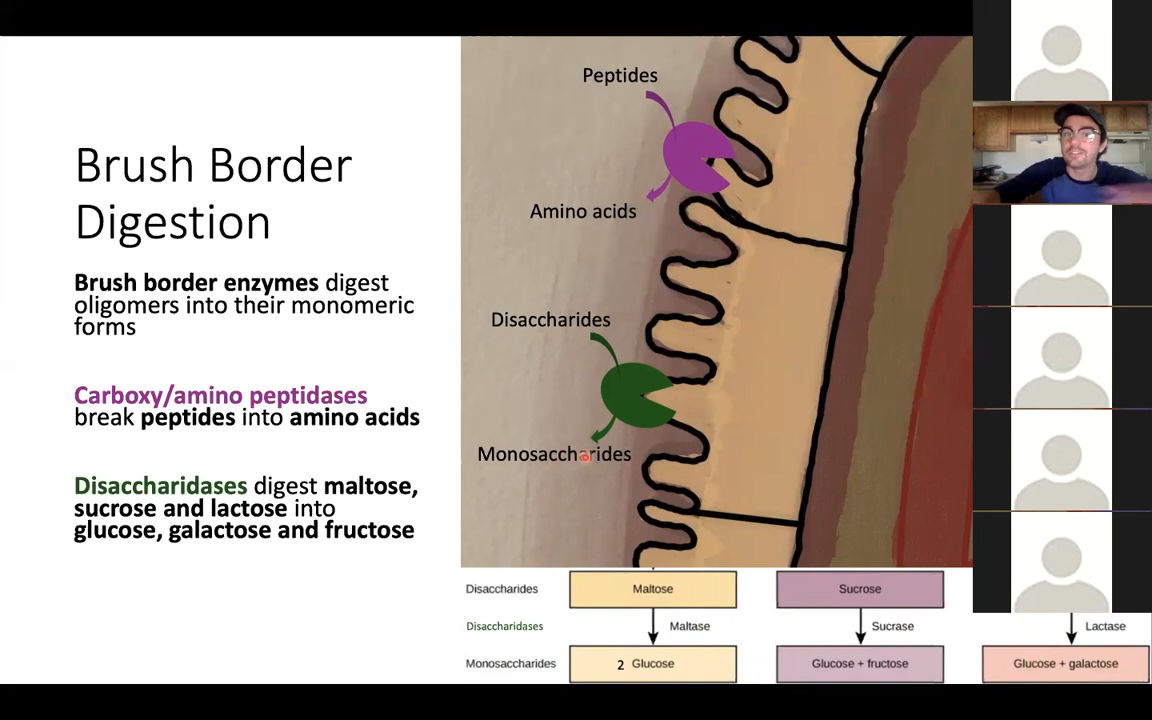 Brush Border
Digestion
Brush border enzymes digest
oligomers into their monomeric
forms
Carboxy/amino peptidases
break peptides into amino acids
Disaccharidases digest maltose,
sucrose and lactose into
glucose, galactose and fructose
Peptides
Amino acids
Disaccharides
Monosaccharides
Disaccharides Maltose Sucrose
Disaccharidases Maltase Sucrase Lactase
Monosaccharides 2 Glucose Glucose + fructose Glucose + galactose